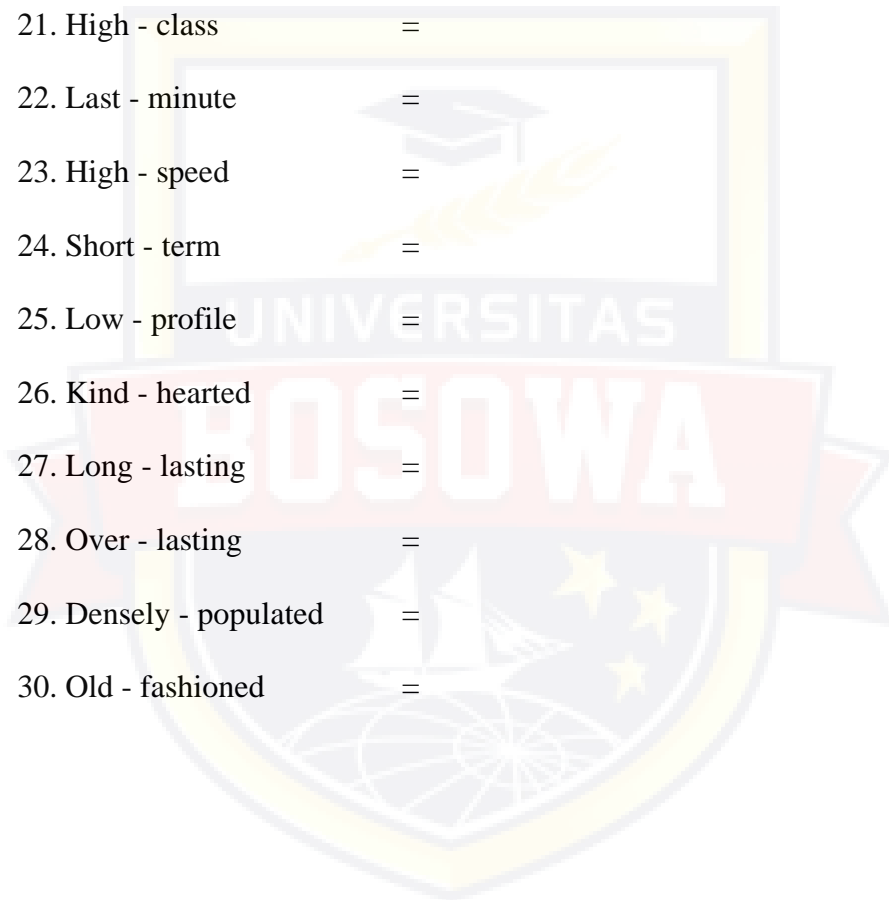 21. High - class =
22. Last - minute =
23. High - speed =
24. Short - term =
25. Low - profile =
UNIVERSITAS
26. Kind - hearted =
BOSOWA
27. Long - lasting =
28. Over - lasting =
29. Densely - populated =
30. Old - fashioned =